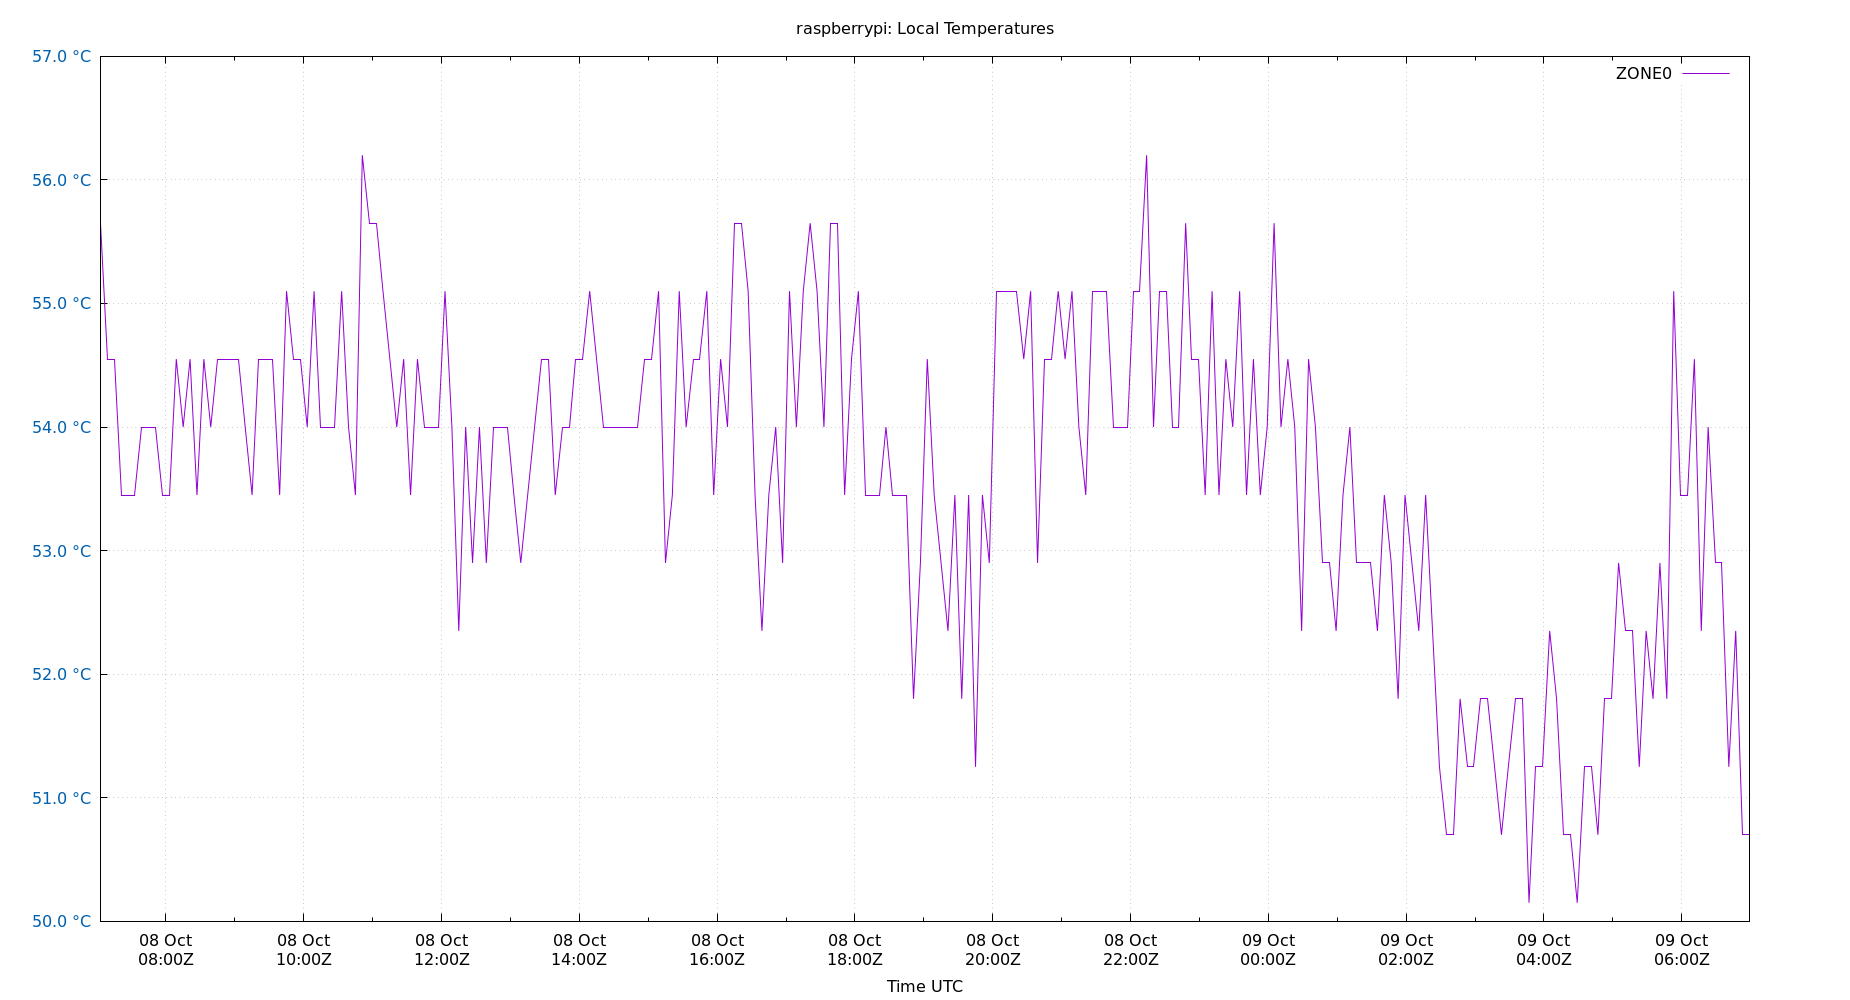 raspberrypi: Local Temperatures
57.0 °C
ZONE0
56.0 °C
55.0 °C
54.0 °C
53.0 °C
52.0 °C
51.0 °C
50.0 °C
08 Oct 08 Oct 08 Oct 08 Oct 08 Oct 08 Oct 08 Oct 08 Oct 09 Oct 09 Oct 09 Oct 09 Oct
08:00Z 10:00Z 12:00Z 14:00Z 16:00Z 18:00Z 20:00Z 22:00Z 00:00Z 02:00Z 04:00Z 06:00Z
Time UTC